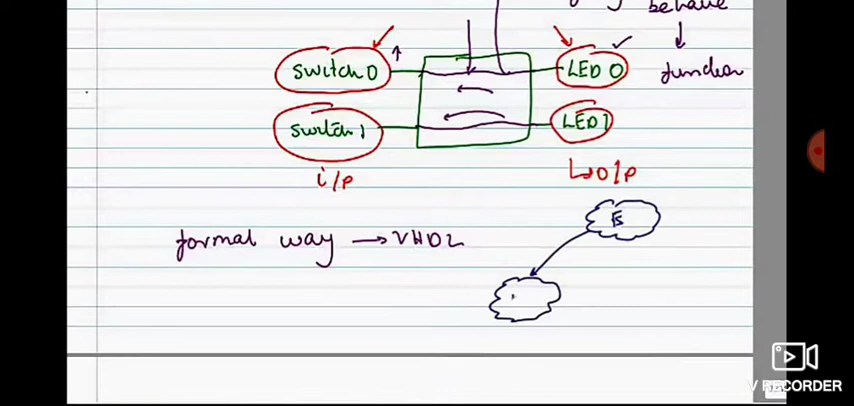 behave
Switch 0
LED 0
function
Switch 1
LED 1
i/p
O/p
formal way → VHDL
V RECORDER